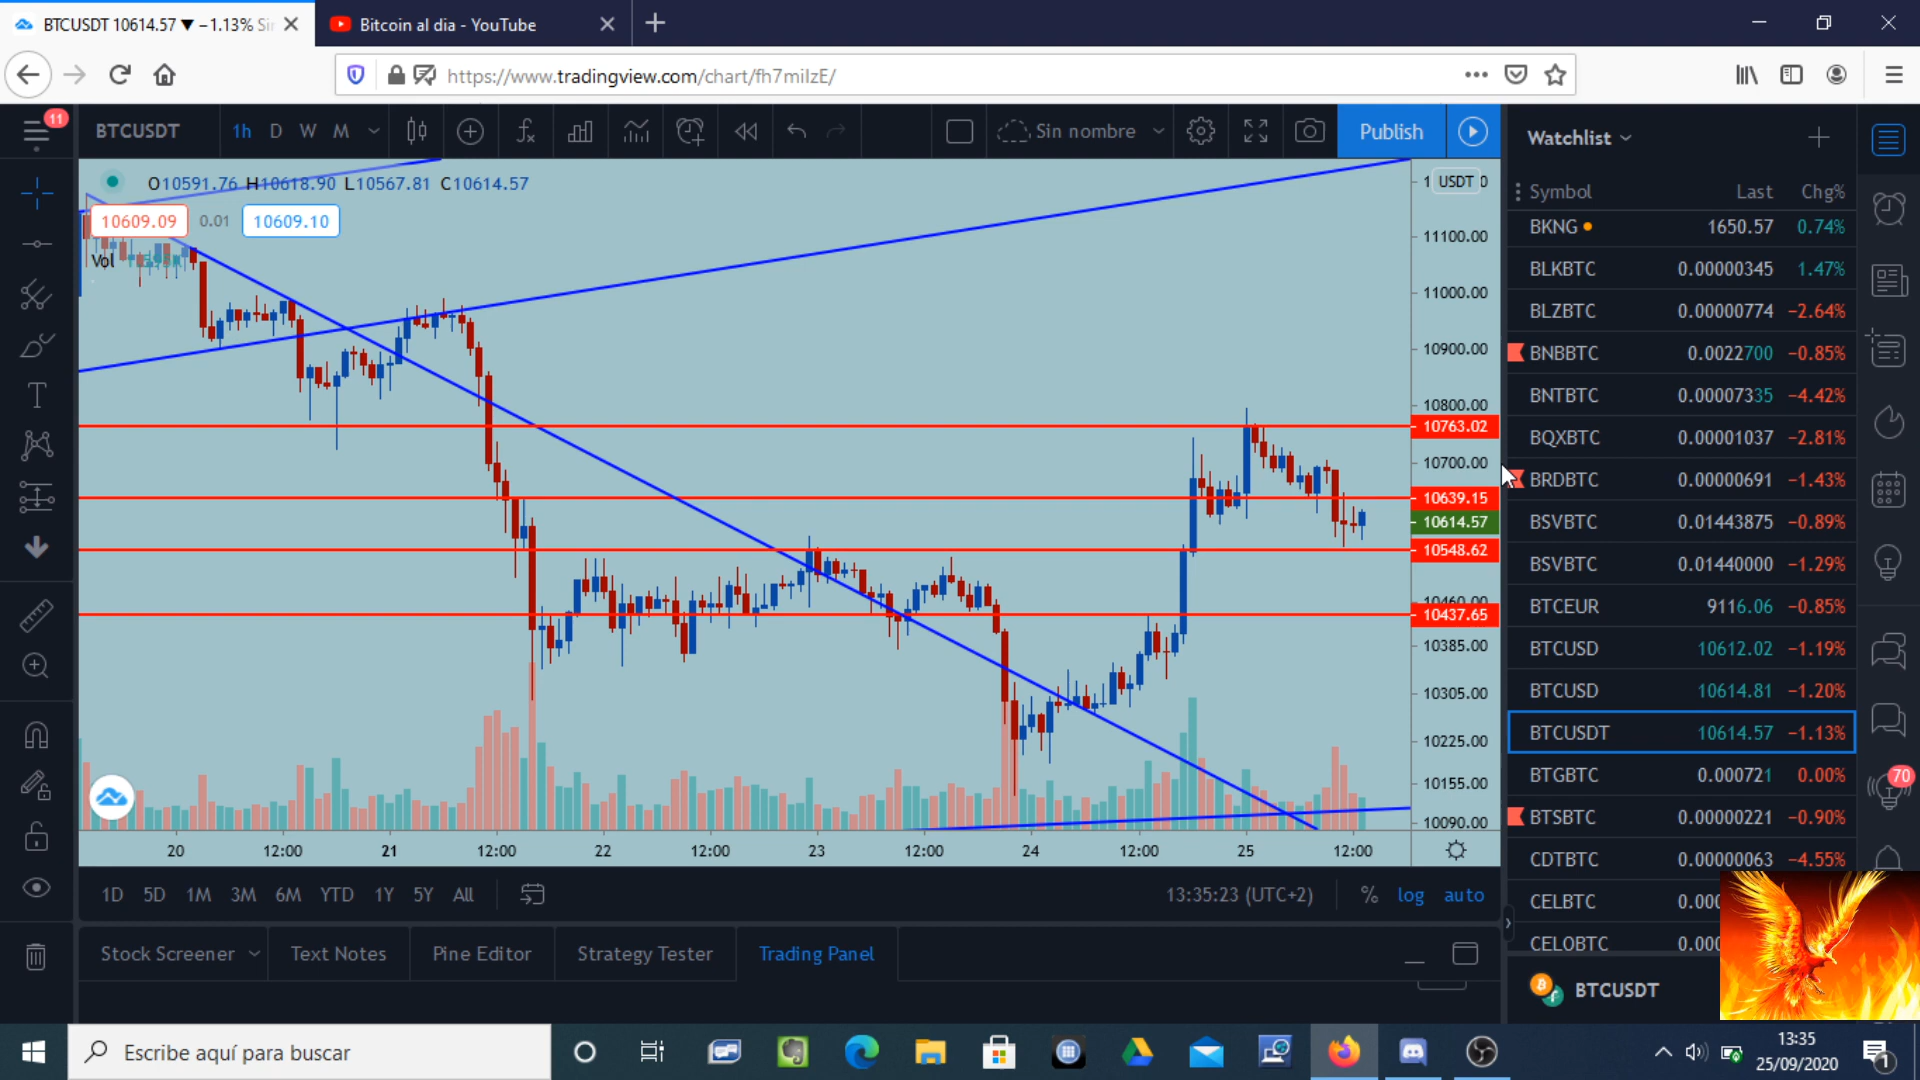 BTCUSDT 10614.57 ▼ −1.13%
Bitcoin al dia - YouTube
https://www.tradingview.com/chart/fh7miIzE/
11
BTCUSDT
1h D W M
Sin nombre
Publish
O10591.76 H10618.90 L10567.81 C10614.57
10609.09 0.01 10609.10
Vol
USDT
11100.00
11000.00
10900.00
10800.00
10763.02
10700.00
10639.15
10614.57
10548.62
10460.00
10437.65
10385.00
10305.00
10225.00
10155.00
10090.00
20 12:00 21 12:00 22 12:00 23 12:00 24 12:00 25 12:00
1D 5D 1M 3M 6M YTD 1Y 5Y All
13:35:23 (UTC+2) % log auto
Stock Screener Text Notes Pine Editor Strategy Tester Trading Panel
Watchlist
Symbol Last Chg%
BKNG 1650.57 0.74%
BLKBTC 0.00000345 1.47%
BLZBTC 0.00000774 −2.64%
BNBBTC 0.0022700 −0.85%
BNTBTC 0.00007335 −4.42%
BQXBTC 0.00001037 −2.81%
BRDBTC 0.00000691 −1.43%
BSVBTC 0.01443875 −0.89%
BSVBTC 0.01440000 −1.29%
BTCEUR 9116.06 −0.85%
BTCUSD 10612.02 −1.19%
BTCUSD 10614.81 −1.20%
BTCUSDT 10614.57 −1.13%
BTGBTC 0.000721 0.00%
BTSBTC 0.00000221 −0.90%
CDTBTC 0.00000063 −4.55%
CELBTC 0.000
CELOBTC 0.000
BTCUSDT
70
Escribe aquí para buscar
13:35
25/09/2020
1